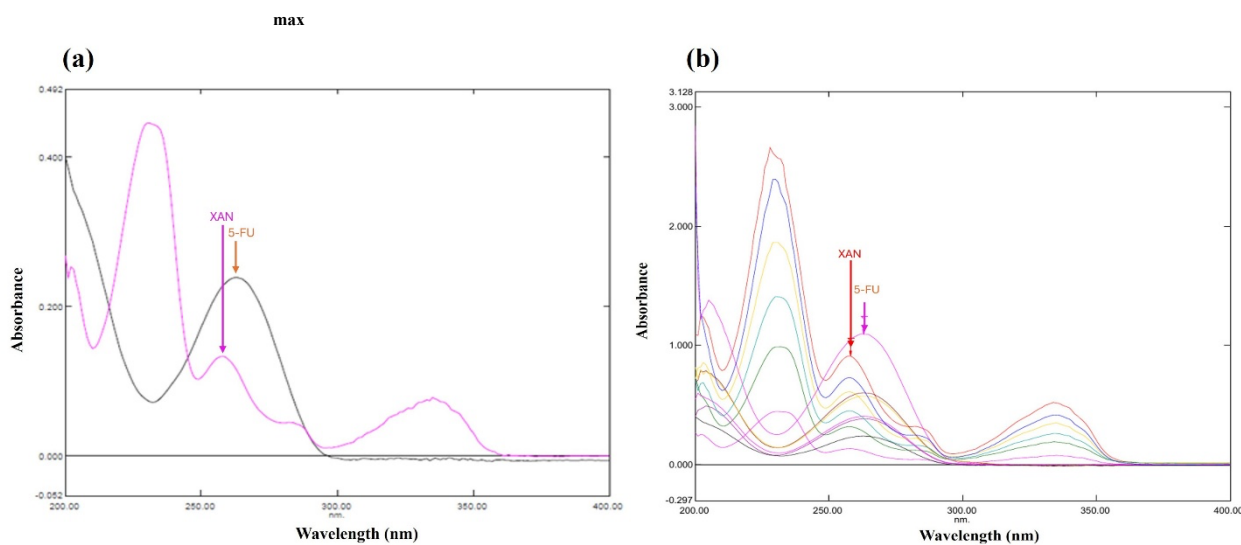 max
(a)
0.492
0.400
0.200
0.000
-0.052
200.00
250.00
300.00
350.00
400.00
nm.
XAN
5-FU
Absorbance
Wavelength (nm)
(b)
3.128
3.000
2.000
1.000
0.000
-0.297
200.00
250.00
300.00
350.00
400.00
nm.
XAN
5-FU
Absorbance
Wavelength (nm)